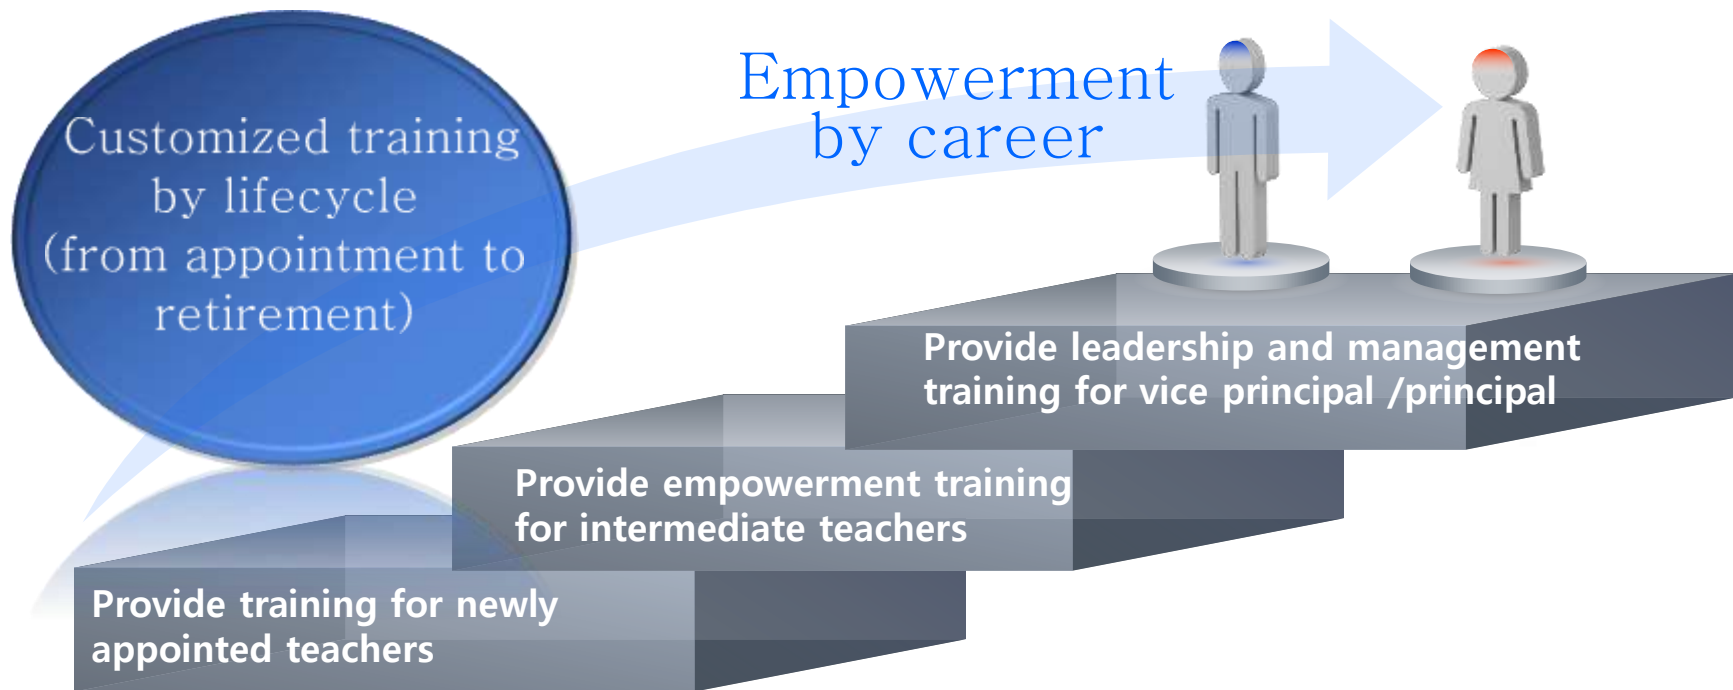 Customized training
by lifecycle
(from appointment to
retirement)
Empowerment
by career
Provide leadership and management
training for vice principal /principal
Provide empowerment training
for intermediate teachers
Provide training for newly
appointed teachers